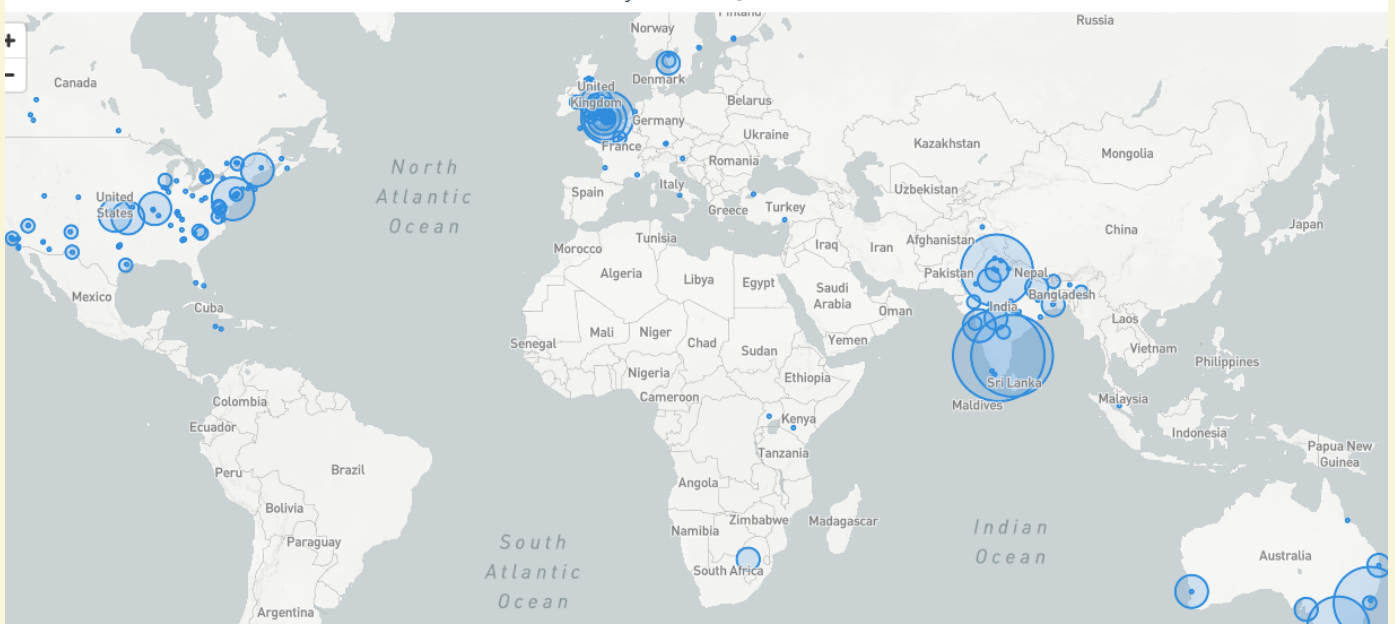 +
−
Finland
Norway
Russia
Canada
Denmark
United
Kingdom
Belarus
Germany
Ukraine
Kazakhstan
Mongolia
France
Romania
North
Atlantic
Ocean
Italy
Uzbekistan
Spain
United
States
Greece
Turkey
Japan
China
Tunisia
Afghanistan
Morocco
Iraq
Iran
Algeria
Libya
Egypt
Pakistan
Nepal
Saudi
Arabia
Mexico
Bangladesh
Cuba
India
Oman
Laos
Mali
Niger
Chad
Sudan
Yemen
Senegal
Vietnam
Philippines
Nigeria
Ethiopia
Sri Lanka
Cameroon
Colombia
Maldives
Malaysia
Ecuador
Kenya
Indonesia
Papua New
Guinea
Tanzania
Peru
Brazil
Angola
Bolivia
Zimbabwe
Madagascar
Namibia
Indian
Ocean
Paraguay
South
Atlantic
Ocean
Australia
South Africa
Argentina